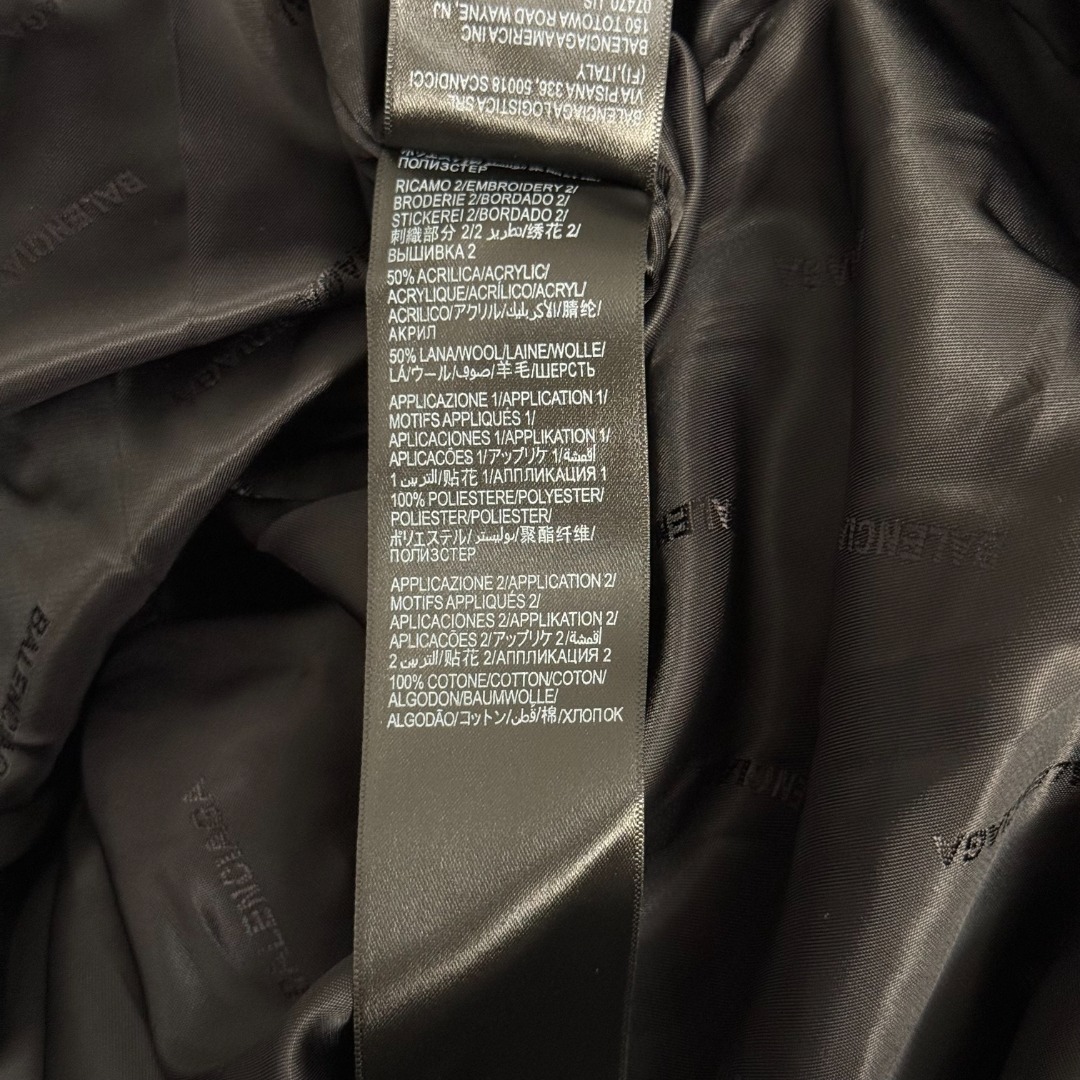 BALENCIAGA LOGISTICA SRL
VIA PISANA 336, 50018 SCANDICCI
(FI), ITALY
BALENCIAGA AMERICA INC
150 TOTOWA ROAD WAYNE, NJ
07470 US
ПОЛИЭСТЕР
RICAMO 2/EMBROIDERY 2/
BRODERIE 2/BORDADO 2/
STICKEREI 2/BORDADO 2/
刺繍部分 2/2 تطريز/绣花 2/
ВЫШИВКА 2
50% ACRILICA/ACRYLIC/
ACRYLIQUE/ACRÍLICO/ACRYL/
ACRILICO/アクリル/الأكريليك/腈纶/
АКРИЛ
50% LANA/WOOL/LAINE/WOLLE/
LÁ/ウール/صوف/羊毛/ШЕРСТЬ
APPLICAZIONE 1/APPLICATION 1/
MOTIFS APPLIQUÉS 1/
APLICACIONES 1/APPLIKATION 1/
APLICACÕES 1/アップリケ 1/أقمشة
التزيين 1/贴花 1/АППЛИКАЦИЯ 1
100% POLIESTERE/POLYESTER/
POLIESTER/POLIESTER/
ポリエステル/بوليستر/聚酯纤维/
ПОЛИЭСТЕР
APPLICAZIONE 2/APPLICATION 2/
MOTIFS APPLIQUÉS 2/
APLICACIONES 2/APPLIKATION 2/
APLICACÕES 2/アップリケ 2/أقمشة
التزيين 2/贴花 2/АППЛИКАЦИЯ 2
100% COTONE/COTTON/COTON/
ALGODON/BAUMWOLLE/
ALGODÃO/コットン/قطن/棉/ХЛОПОК
BALENCIAGA
BALENCIAGA